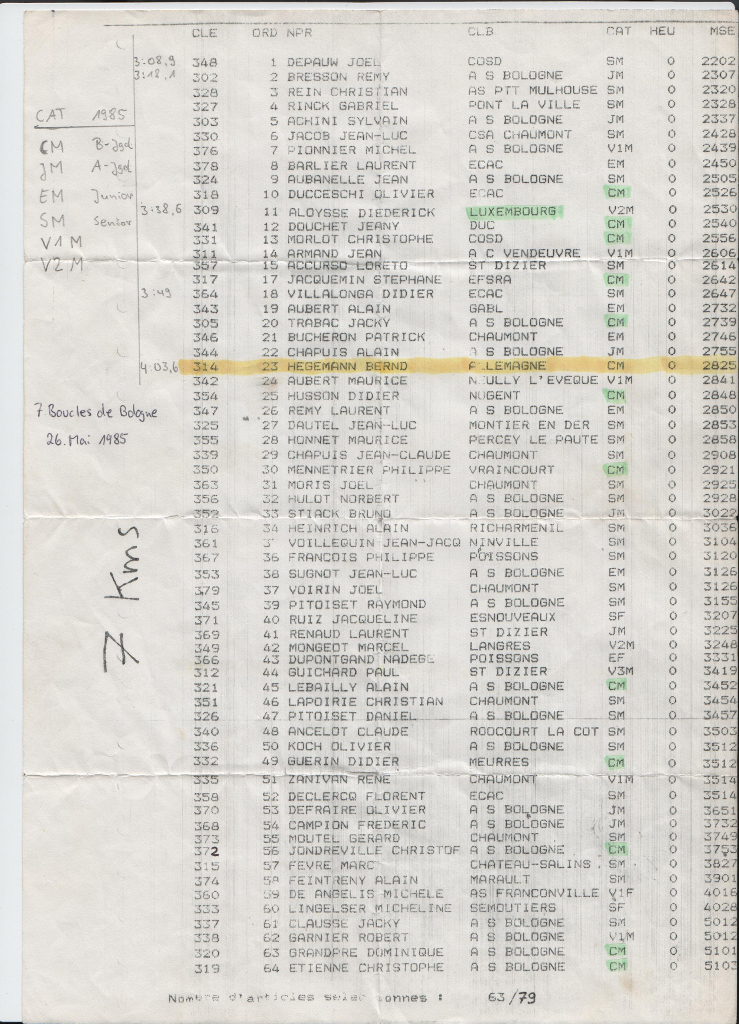 CLE ORD NPR CLB CAT HEU MSE
3:08,9 348 1 DEPAUW JOEL COSD SM 0 2202
3:18,1 302 2 BRESSON REMY A S BOLOGNE JM 0 2307
328 3 REIN CHRISTIAN AS PTT MULHOUSE SM 0 2320
327 4 RINCK GABRIEL PONT LA VILLE SM 0 2328
CAT 1985
303 5 ACHINI SYLVAIN A S BOLOGNE JM 0 2337
330 6 JACOB JEAN-LUC CSA CHAUMONT SM 0 2428
CM B-Jgd
376 7 PIONNIER MICHEL A S BOLOGNE V1M 0 2439
JM A-Jgd
378 8 BARLIER LAURENT ECAC EM 0 2450
324 9 AUBANELLE JEAN A S BOLOGNE SM 0 2505
EM Junior
318 10 DUCCESCHI OLIVIER ECAC CM 0 2526
3:38,6 309 11 ALOYSSE DIEDERICK LUXEMBOURG V2M 0 2530
SM Senior
341 12 DOUCHET JEANY DUC CM 0 2540
331 13 MORLOT CHRISTOPHE COSD CM 0 2556
V1M
311 14 ARMAND JEAN A C VENDEUVRE V1M 0 2606
V2M
357 15 ACCURSO LORETO ST DIZIER SM 0 2614
317 17 JACQUEMIN STEPHANE EFSRA CM 0 2642
3:49 364 18 VILLALONGA DIDIER ECAC SM 0 2647
343 19 AUBERT ALAIN GABL EM 0 2732
305 20 TRABAC JACKY A S BOLOGNE CM 0 2739
346 21 BUCHERON PATRICK CHAUMONT EM 0 2746
344 22 CHAPUIS ALAIN A S BOLOGNE JM 0 2755
4:03,6 314 23 HEGEMANN BERND LEMAGNE CM 0 2825
342 24 AUBERT MAURICE L'EVEQUE V1M 0 2841
354 25 HUSSON DIDIER NOGENT CM 0 2848
7 Boucles de Bologne
347 26 REMY LAURENT A S BOLOGNE EM 0 2850
325 27 DAUTEL JEAN-LUC MONTIER EN DER SM 0 2853
26. Mai 1985
355 28 HONNET MAURICE PERCEY LE PAUTE SM 0 2858
339 29 CHAPUIS JEAN-CLAUDE CHAUMONT SM 0 2908
350 30 MENNETRIER PHILIPPE VRAINCOURT CM 0 2921
363 31 MORIS JOEL CHAUMONT SM 0 2925
356 32 HULOT NORBERT A S BOLOGNE SM 0 2928
352 33 STIACK BRUNO A S BOLOGNE JM 0 3022
316 34 HEINRICH ALAIN RICHARMENIL SM 0 3036
361 VOILLEQUIN JEAN-JACQ NINVILLE SM 0 3104
367 36 FRANCOIS PHILIPPE POISSONS SM 0 3120
353 38 SUGNOT JEAN-LUC A S BOLOGNE EM 0 3126
379 37 VOIRIN JOEL CHAUMONT SM 0 3126
7 Kms
345 39 PITOISET RAYMOND A S BOLOGNE SM 0 3155
371 40 RUIZ JACQUELINE ESNOUVEAUX SF 0 3207
369 41 RENAUD LAURENT ST DIZIER JM 0 3225
349 42 MONGEOT MARCEL LANGRES V2M 0 3248
366 43 DUPONTGAND NADEGE POISSONS EF 0 3331
312 44 GUICHARD PAUL ST DIZIER V3M 0 3419
321 45 LEBAILLY ALAIN A S BOLOGNE CM 0 3452
351 46 LAPOIRIE CHRISTIAN CHAUMONT SM 0 3454
326 47 PITOISET DANIEL A S BOLOGNE SM 0 3457
340 48 ANCELOT CLAUDE ROOCOURT LA COT SM 0 3503
336 50 KOCH OLIVIER A S BOLOGNE SM 0 3512
332 49 GUERIN DIDIER MEURRES CM 0 3512
335 51 ZANIVAN RENE CHAUMONT V1M 0 3514
358 52 DECLERCQ FLORENT ECAC SM 0 3514
370 53 DEFRAIRE OLIVIER A S BOLOGNE JM 0 3651
368 54 CAMPION FREDERIC A S BOLOGNE JM 0 3732
373 55 MOUTEL GERARD CHAUMONT SM 0 3749
372 56 JONDREVILLE CHRISTOF A S BOLOGNE CM 0 3753
315 57 FEVRE MARC CHATEAU-SALINS SM 0 3827
374 58 FEINTRENY ALAIN MARAULT SM 0 3901
360 59 DE ANGELIS MICHELE AS FRANCONVILLE V1F 0 4016
333 60 LINGELSER MICHELINE SEMOUTIERS SF 0 4028
337 61 CLAUSSE JACKY A S BOLOGNE SM 0 5012
338 62 GARNIER ROBERT A S BOLOGNE V1M 0 5012
320 63 GRANDPRE DOMINIQUE A S BOLOGNE CM 0 5101
319 64 ETIENNE CHRISTOPHE A S BOLOGNE CM 0 5103
Nombre d'articles selectionnes : 63/79